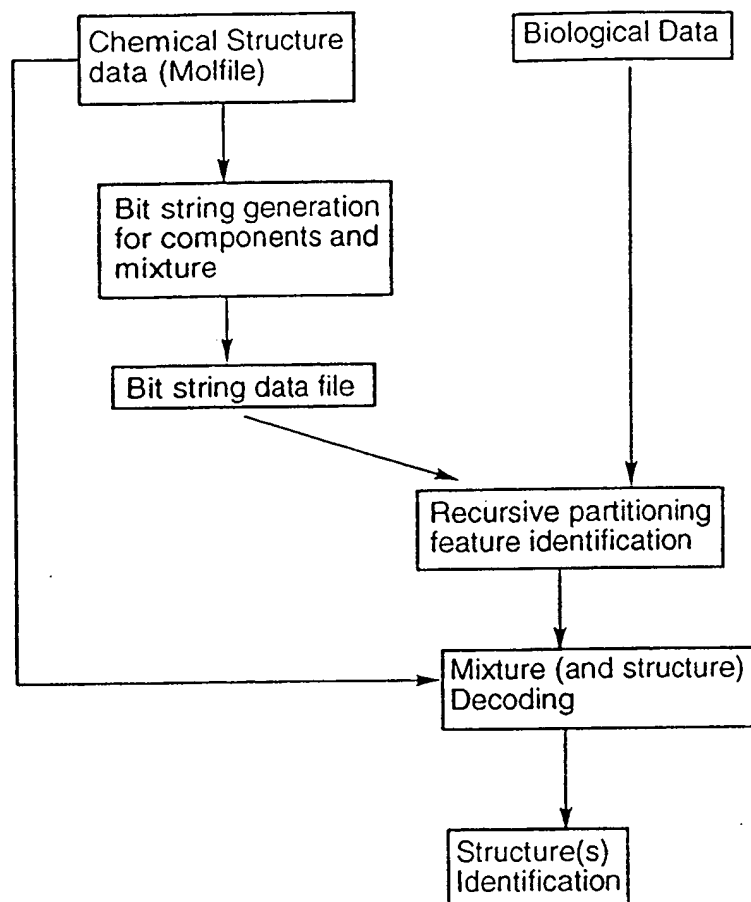 Chemical Structure
data (Molfile)
Biological Data
Bit string generation
for components and
mixture
Bit string data file
Recursive partitioning
feature identification
Mixture (and structure)
Decoding
Structure(s)
Identification